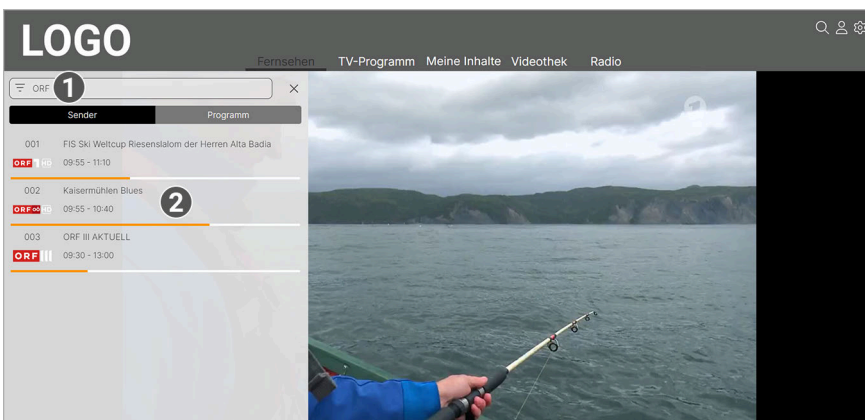 LOGO
Fernsehen TV-Programm Meine Inhalte Videothek Radio
ORF 1
Sender Programm
001 FIS Ski Weltcup Riesenslalom der Herren Alta Badia
ORF 1 HD 09:55 - 11:10
002 Kaisermühlen Blues
2
ORF oö HD 09:55 - 10:40
003 ORF III AKTUELL
ORF III 09:30 - 13:00
1